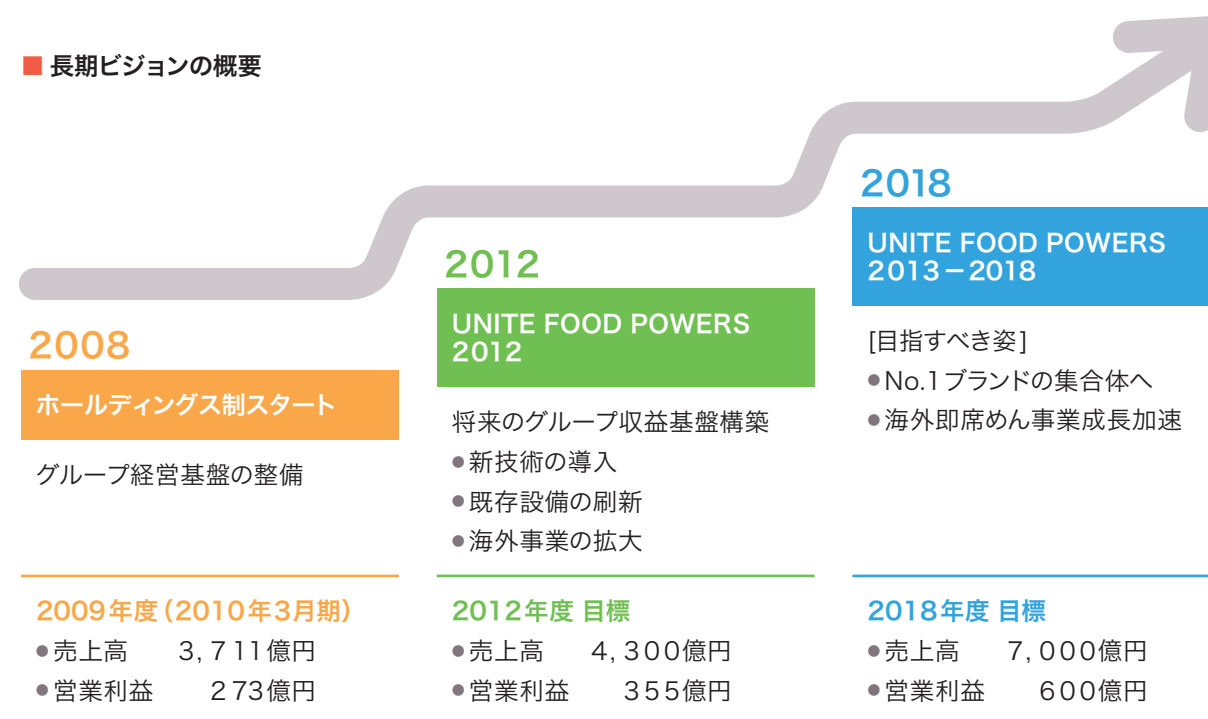 ■ 長期ビジョンの概要
2008
ホールディングス制スタート
グループ経営基盤の整備
2009年度（2010年3月期）
●売上高 3,711億円
●営業利益 273億円
2012
UNITE FOOD POWERS
2012
将来のグループ収益基盤構築
●新技術の導入
●既存設備の刷新
●海外事業の拡大
2012年度 目標
●売上高 4,300億円
●営業利益 355億円
2018
UNITE FOOD POWERS
2013－2018
[目指すべき姿]
●No.1ブランドの集合体へ
●海外即席めん事業成長加速
2018年度 目標
●売上高 7,000億円
●営業利益 600億円